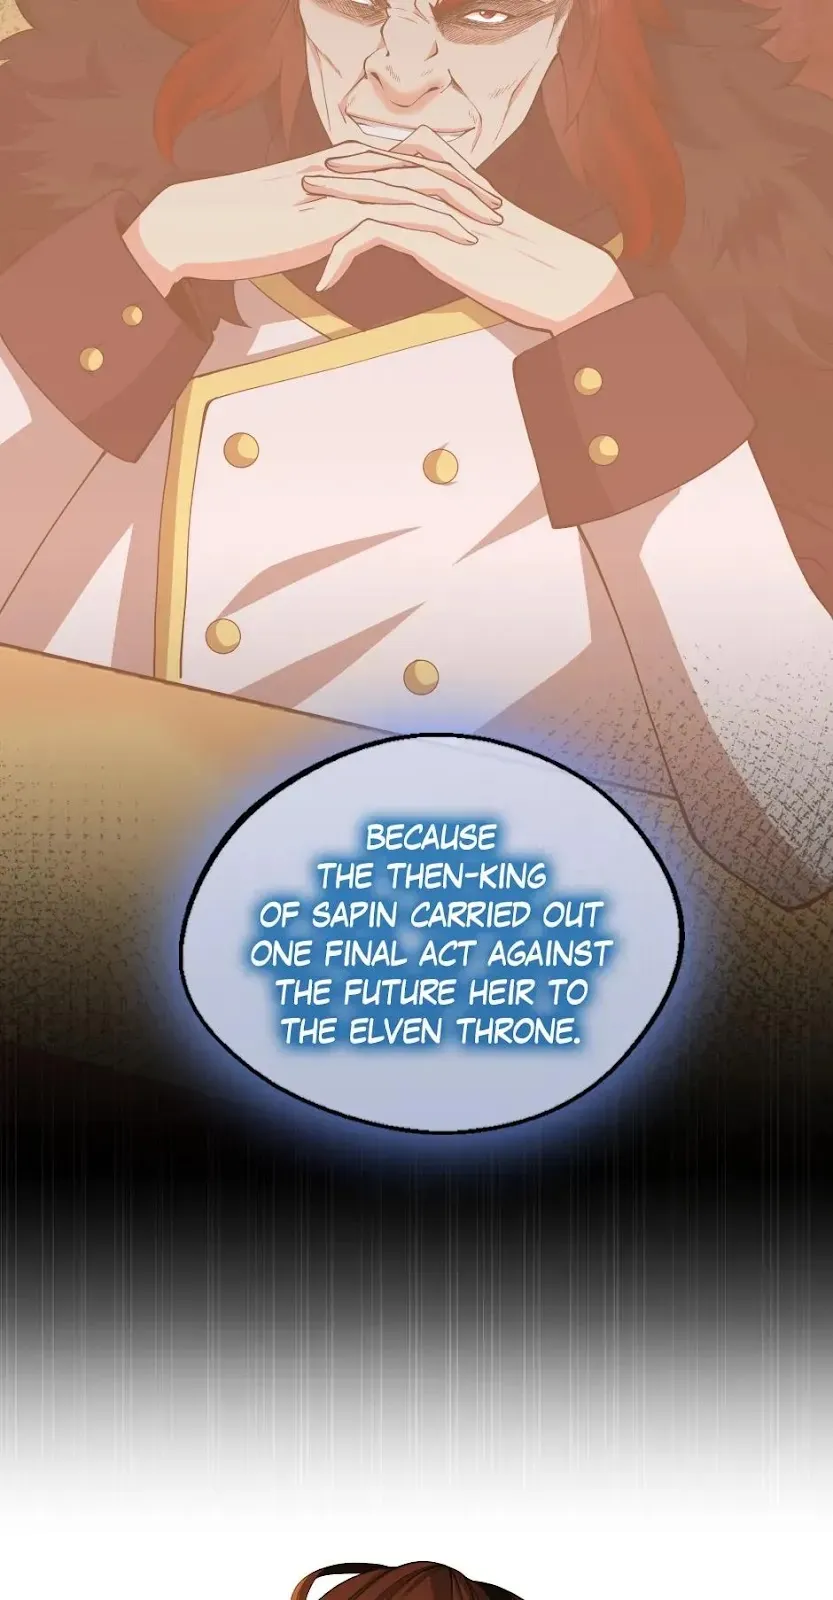 BECAUSE
THE THEN-KING
OF SAPIN CARRIED OUT
ONE FINAL ACT AGAINST
THE FUTURE HEIR TO
THE ELVEN THRONE.